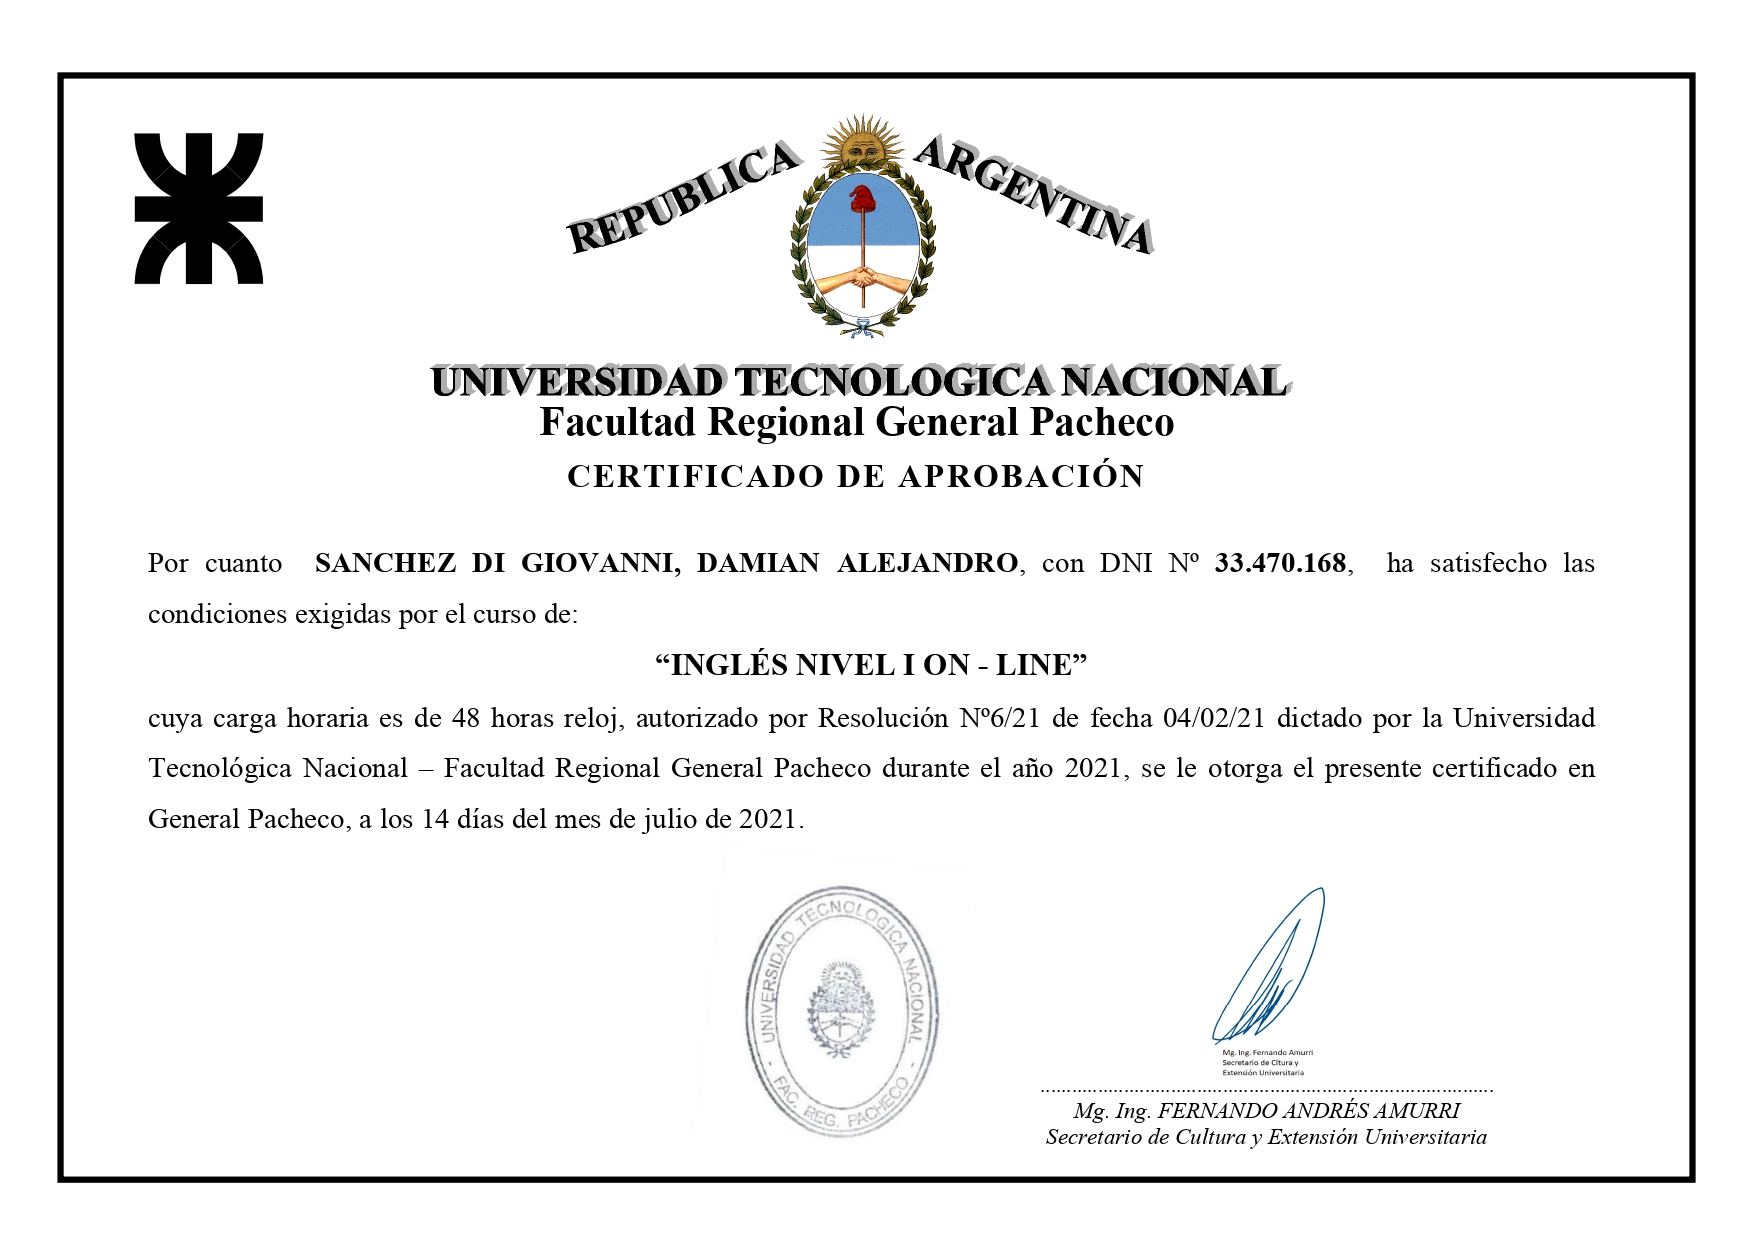 REPUBLICA ARGENTINA
UNIVERSIDAD TECNOLOGICA NACIONAL
Facultad Regional General Pacheco
CERTIFICADO DE APROBACIÓN
Por cuanto SANCHEZ DI GIOVANNI, DAMIAN ALEJANDRO, con DNI Nº 33.470.168, ha satisfecho las
condiciones exigidas por el curso de:
“INGLÉS NIVEL I ON - LINE”
cuya carga horaria es de 48 horas reloj, autorizado por Resolución Nº6/21 de fecha 04/02/21 dictado por la Universidad
Tecnológica Nacional – Facultad Regional General Pacheco durante el año 2021, se le otorga el presente certificado en
General Pacheco, a los 14 días del mes de julio de 2021.
UNIVERSIDAD TECNOLOGICA NACIONAL
- FAC. REG. PACHECO -
Mg. Ing. Fernando Amurri
Secretario de Cltura y
Extensión Universitaria
Mg. Ing. FERNANDO ANDRÉS AMURRI
Secretario de Cultura y Extensión Universitaria